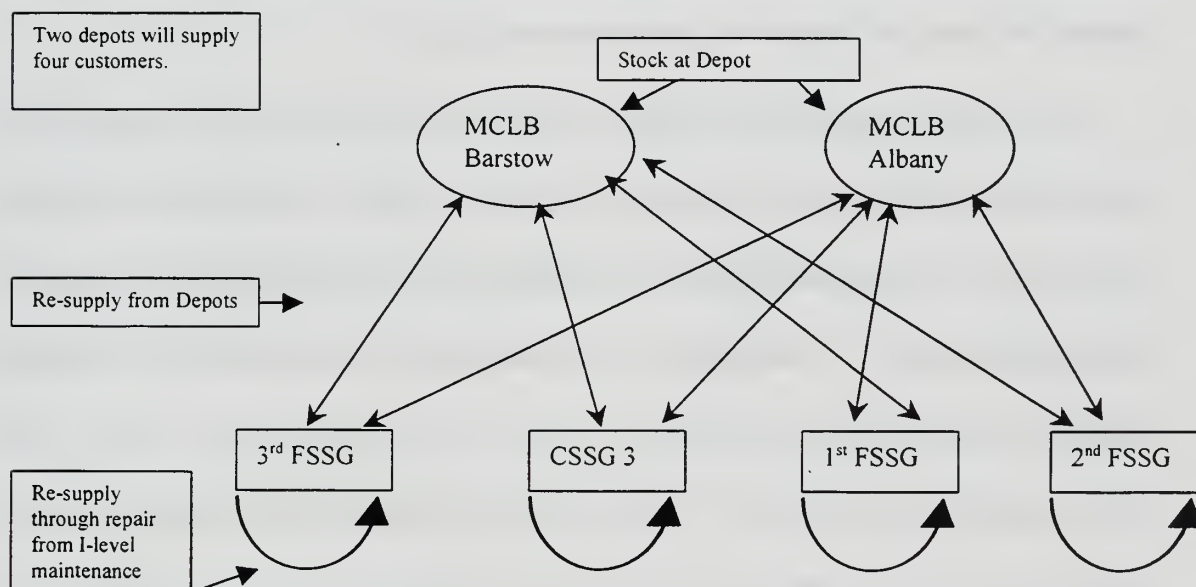 Two depots will supply
four customers.
Stock at Depot
MCLB
Barstow
MCLB
Albany
Re-supply from Depots
3rd FSSG
CSSG 3
1st FSSG
2nd FSSG
Re-supply
through repair
from I-level
maintenance